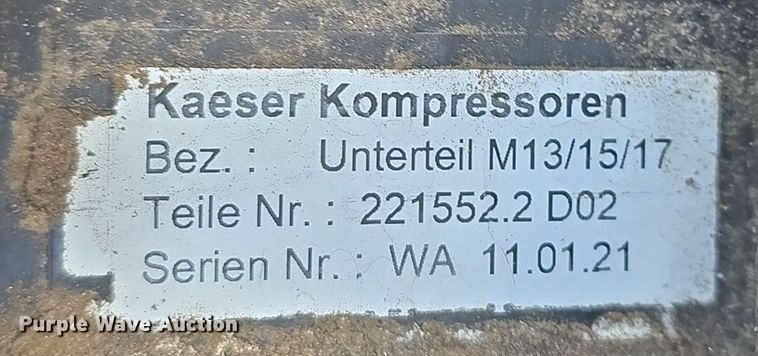 Kaeser Kompressoren
Bez. : Unterteil M13/15/17
Teile Nr. : 221552.2 D02
Serien Nr. : WA 11.01.21
Purple Wave Auction